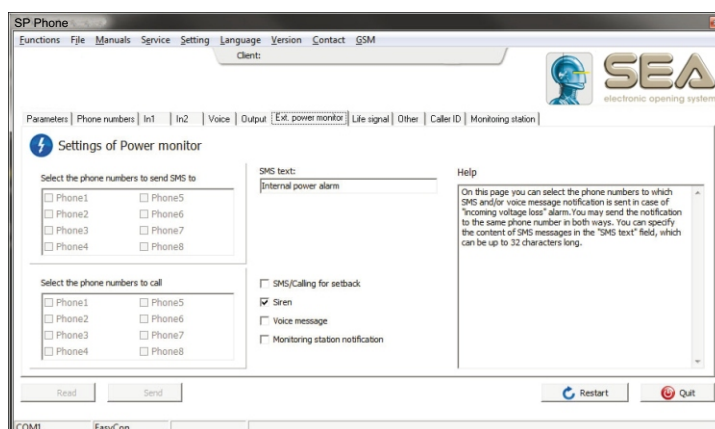 SP Phone
Functions File Manuals Service Setting Language Version Contact GSM
Client:
SEA
electronic opening system
Parameters Phone numbers In1 In2 Voice Output Ext. power monitor Life signal Other Caller ID Monitoring station
Settings of Power monitor
Select the phone numbers to send SMS to
Phone1 Phone5
Phone2 Phone6
Phone3 Phone7
Phone4 Phone8
SMS text:
Internal power alarm
Help
On this page you can select the phone numbers to which
SMS and/or voice message notification is sent in case of
"incoming voltage loss" alarm.You may send the notification
to the same phone number in both ways. You can specify
the content of SMS messages in the "SMS text" field, which
can be up to 32 characters long.
Select the phone numbers to call
Phone1 Phone5
Phone2 Phone6
Phone3 Phone7
Phone4 Phone8
SMS/Calling for setback
Siren
Voice message
Monitoring station notification
Read Send Restart Quit
COM1 EasyCon